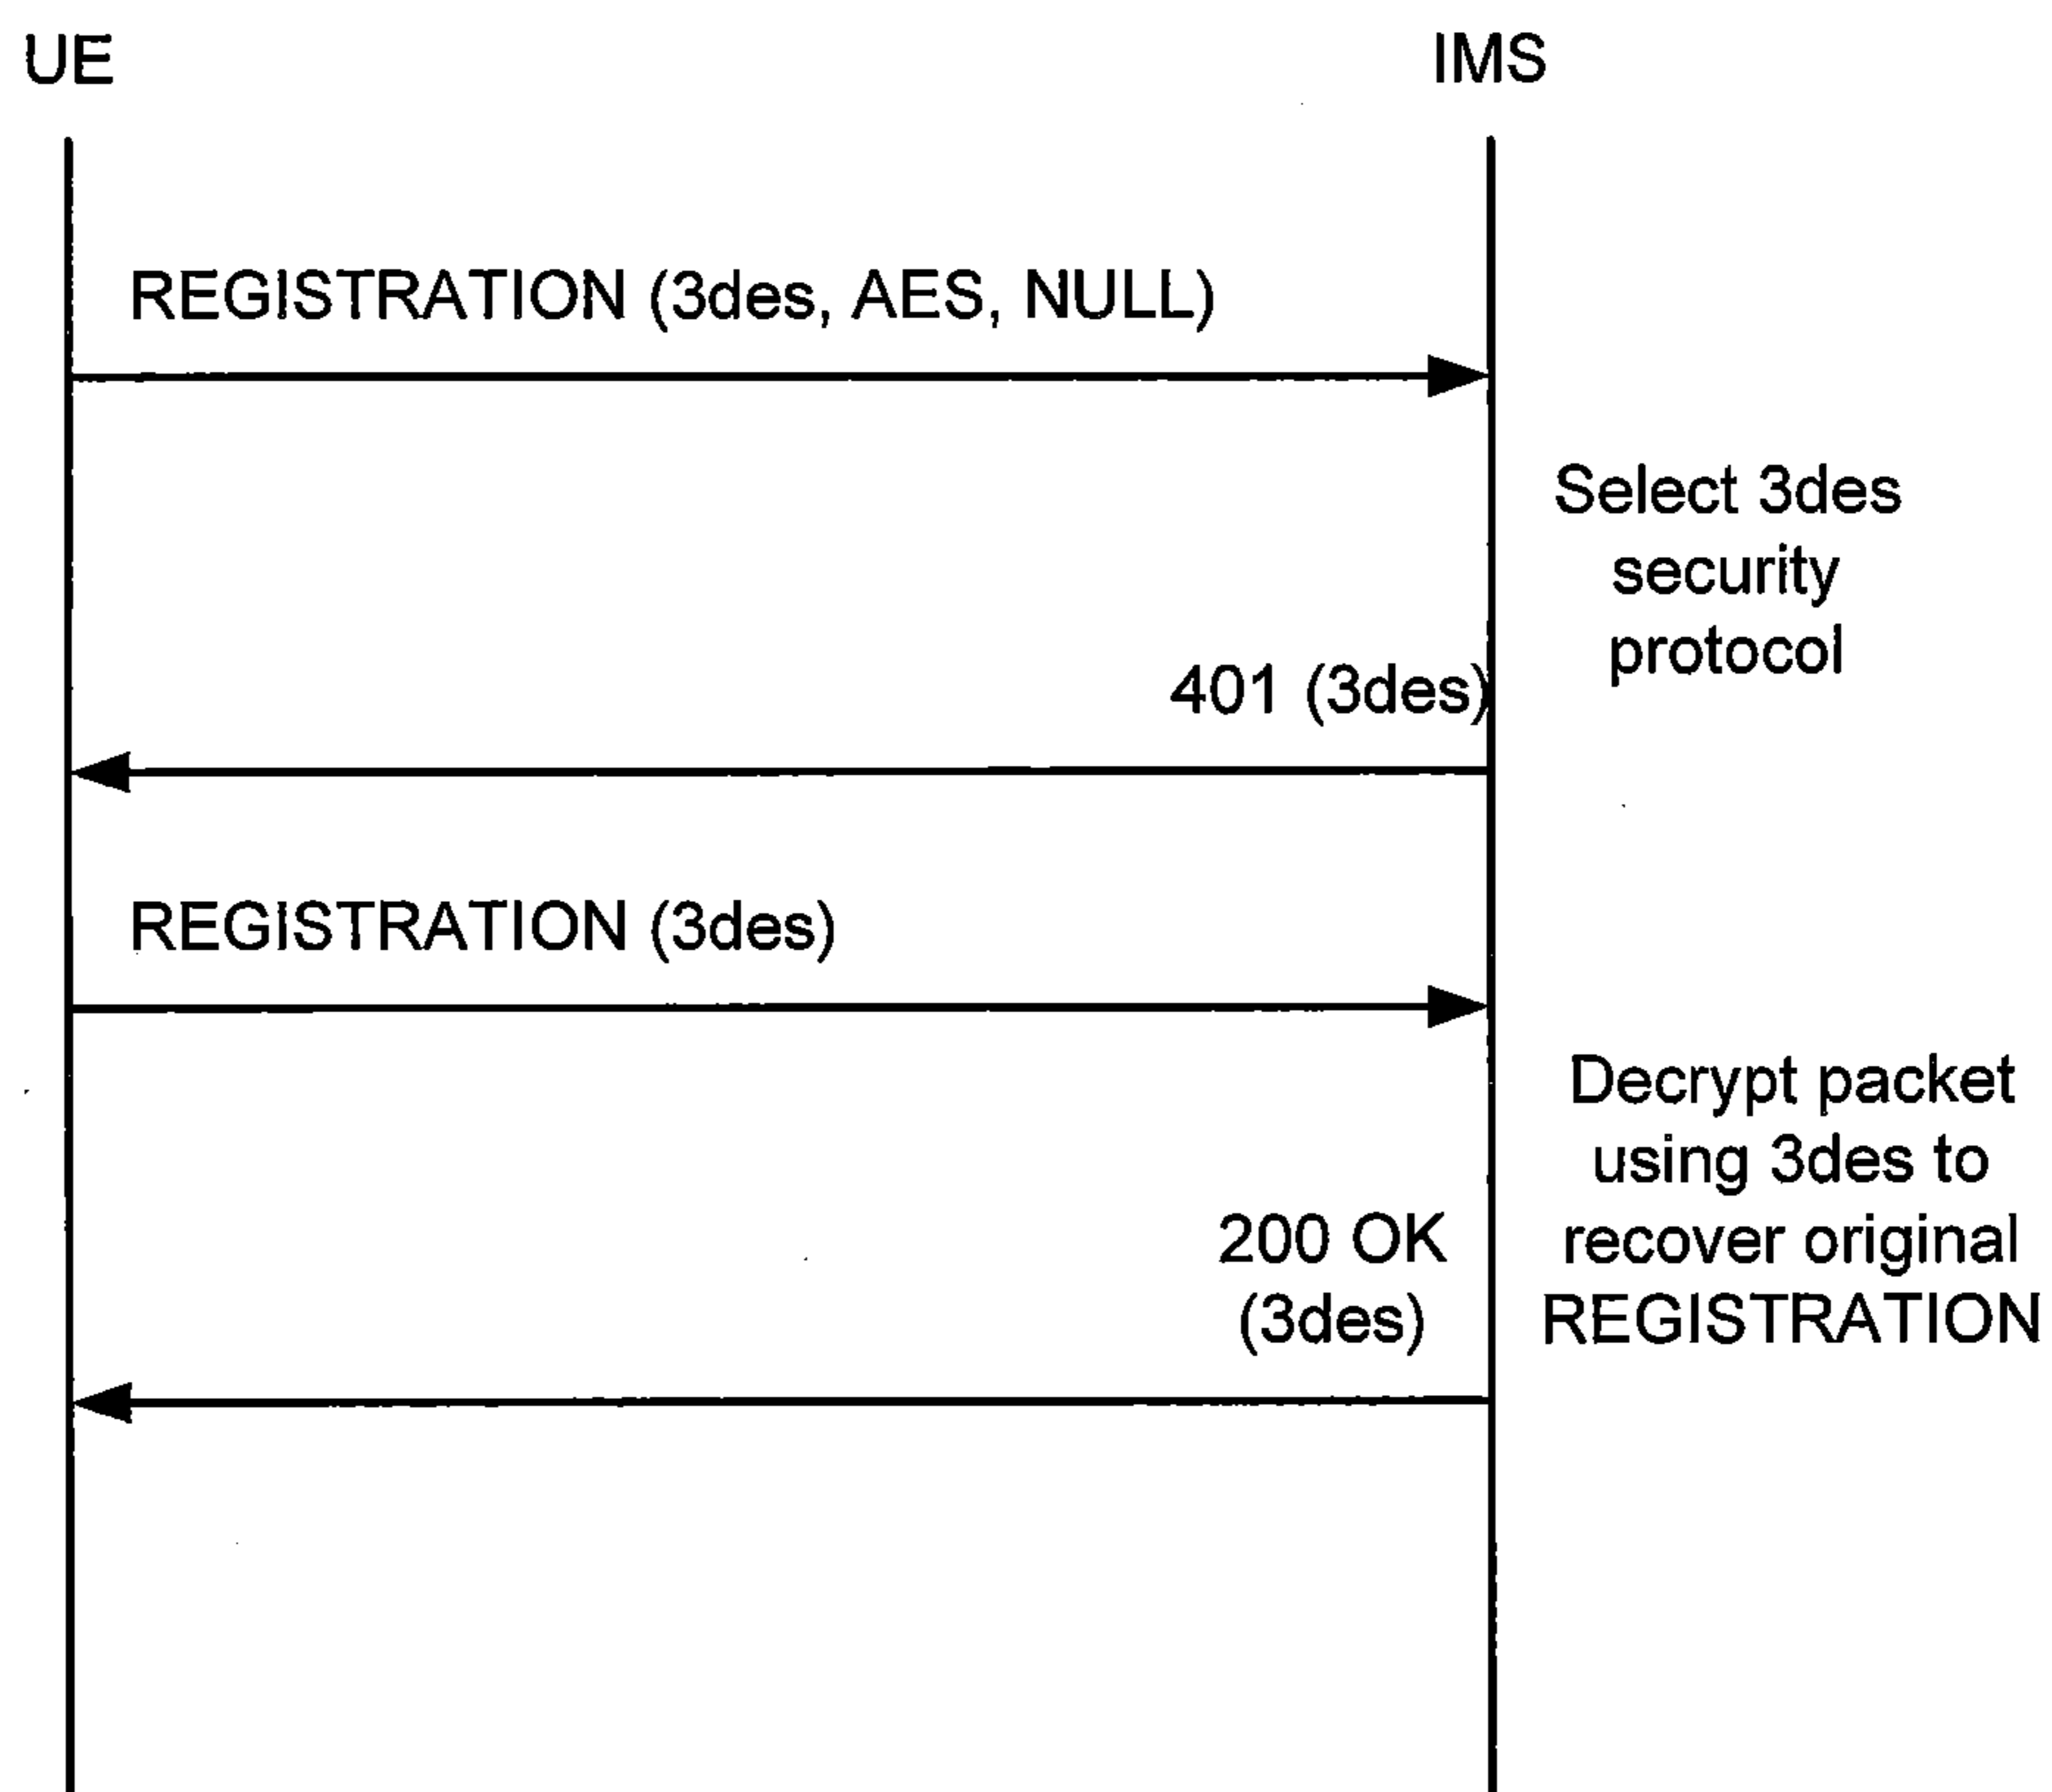 UE
IMS
REGISTRATION (3des, AES, NULL)
Select 3des
security
protocol
401 (3des)
REGISTRATION (3des)
Decrypt packet
using 3des to
recover original
REGISTRATION
200 OK
(3des)